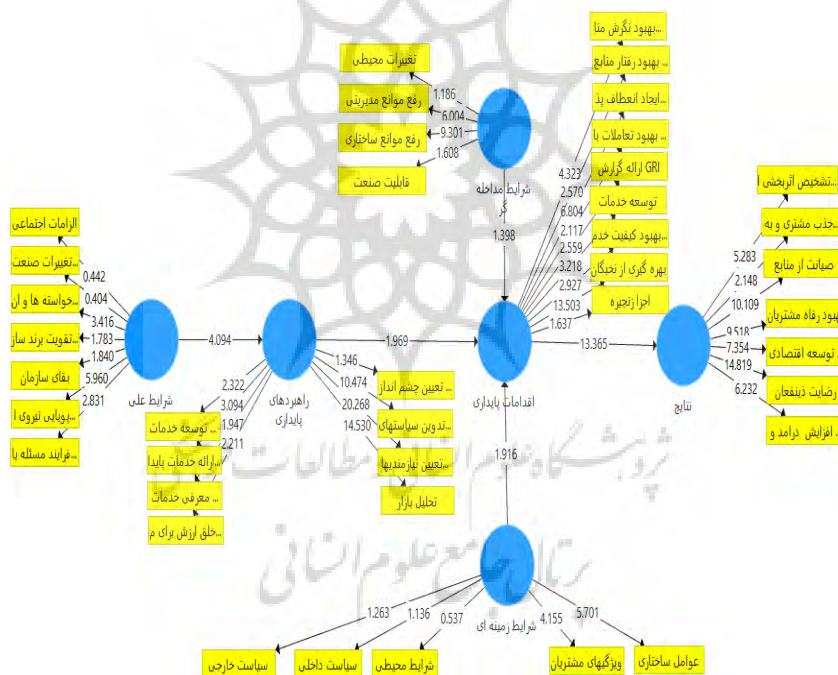 ...بهبود نگرش منا
... بهبود رفتار منابع
...ایجاد انعطاف پذ
... بهبود تعاملات با
ارائه گزارش GRI
توسعه خدمات
...بهبود کیفیت خدم
بهره گیری از نخبگان
اجزا زنجیره
4.323
2.570
6.804
2.117
2.559
3.218
2.927
13.503
1.637
تغییرات محیطی
رفع موانع مدیریتی
رفع موانع ساختاری
قابلیت صنعت
1.186
6.004
9.301
1.608
شرایط مداخله
گر
1.398
...تشخیص اثربخشی ا
...جذب مشتری و به
صیانت از منابع
بهبود رفاه مشتریان
. توسعه اقتصادی
رضایت ذینفعان
.. افزایش درامد و
5.283
2.148
10.109
9.518
7.354
14.819
6.232
نتایج
13.365
اقدامات پایداری
1.969
الزامات اجتماعی
...تغییرات صنعت
...خواسته ها و ان
...تقویت برند ساز
بقای سازمان
...پویایی نیروی ا
...فرایند مسئله یا
0.442
0.404
3.416
1.783
1.840
5.960
2.831
شرایط علی
4.094
راهبردهای
پایداری
2.322
3.094
1.947
2.211
... توسعه خدمات
...ارائه خدمات پایدا
... معرفی خدمات
...خلق ارزش برای م
1.346
10.474
20.268
14.530
... تعیین چشم انداز
...تدوین سیاستهای
...تعیین نیازمندیها
تحلیل بازار
1.916
شرایط زمینه ای
1.263
1.136
0.537
4.155
5.701
سیاست خارجی
سیاست داخلی
شرایط محیطی
ویژگیهای مشتریان
عوامل ساختاری
پژوهشگاه علوم انسانی و مطالعات فرهنگی
پرتال جامع علوم انسانی